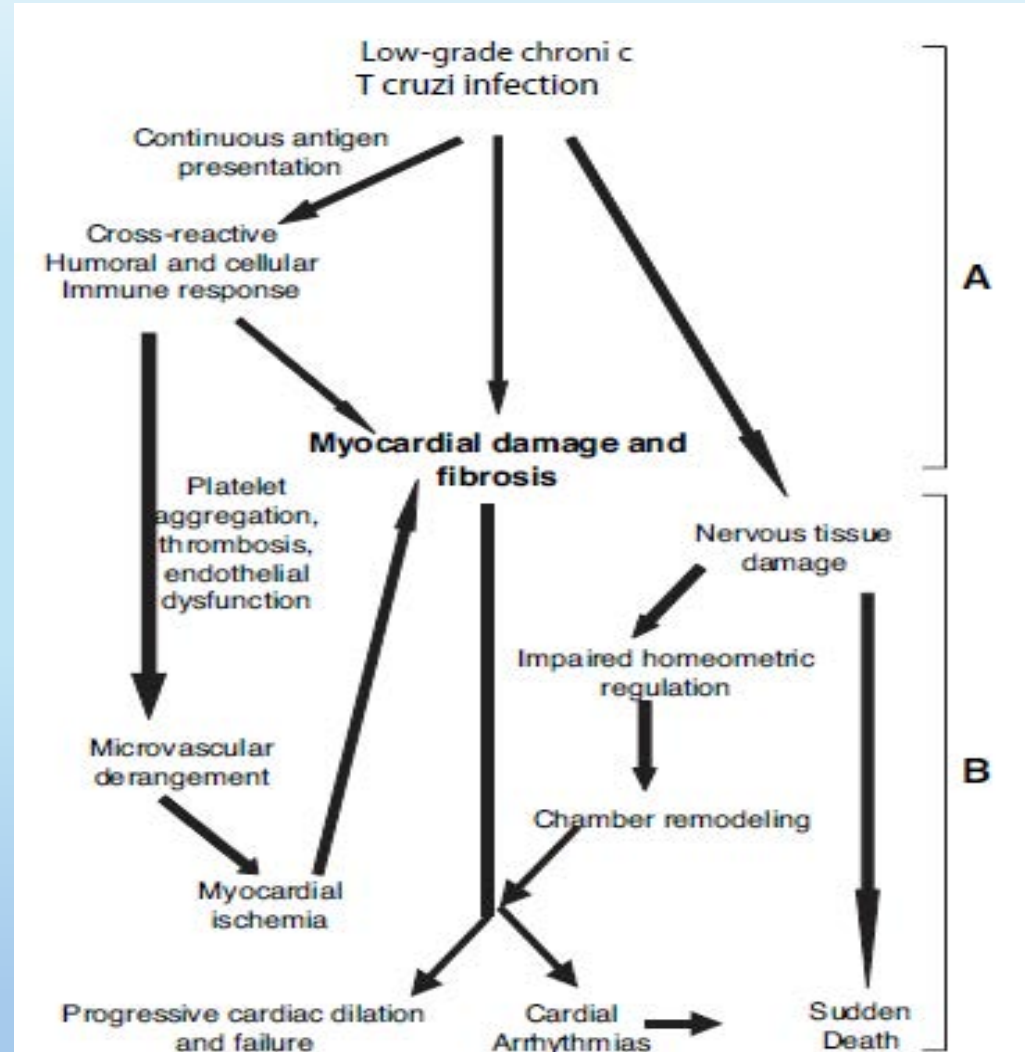 Low-grade chroni c
T cruzi infection
Continuous antigen
presentation
Cross-reactive
Humoral and cellular
Immune response
A
Myocardial damage and
fibrosis
Platelet
aggregation,
thrombosis,
endothelial
dysfunction
Nervous tissue
damage
Impaired homeometric
regulation
Microvascular
derangement
B
Chamber remodeling
Myocardial
ischemia
Progressive cardiac dilation
and failure
Cardial
Arrhythmias
Sudden
Death